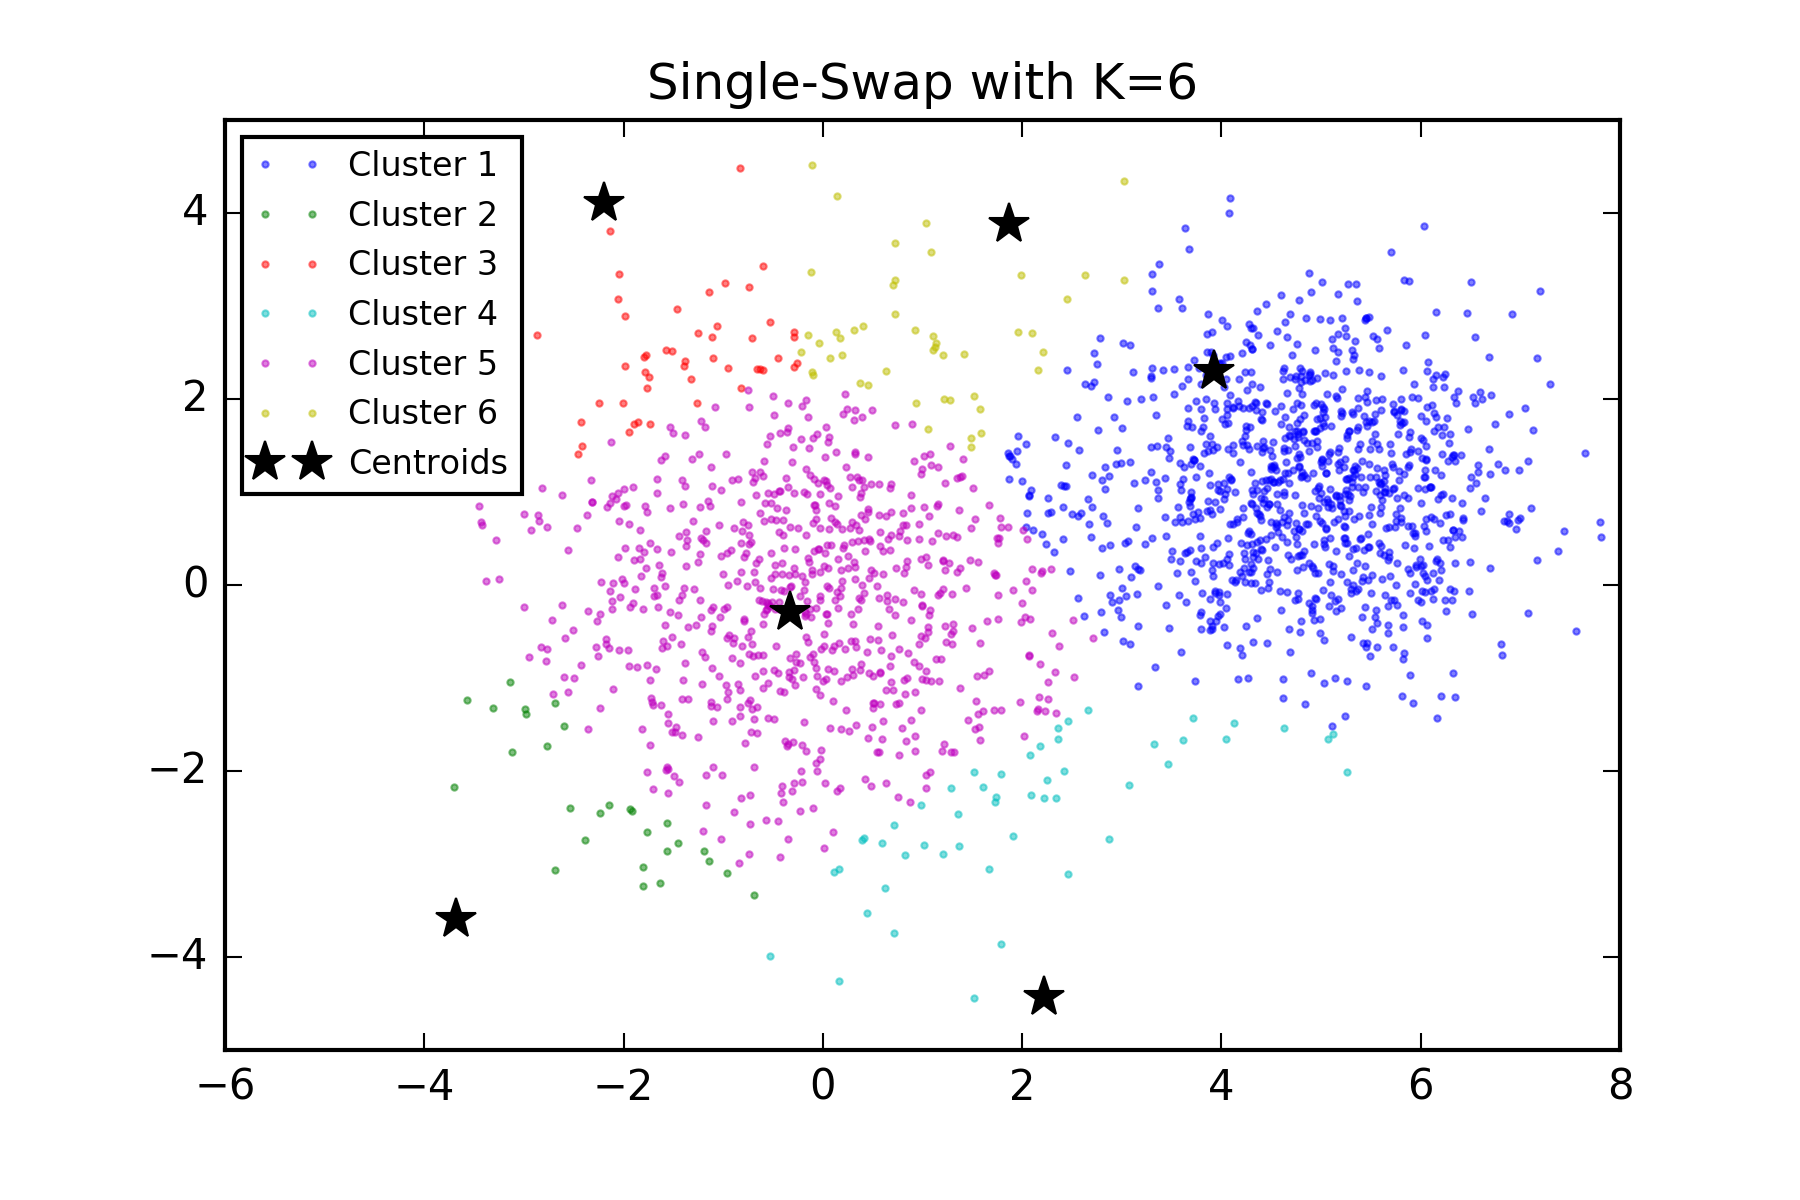 Single-Swap with K=6
Cluster 1
Cluster 2
Cluster 3
Cluster 4
Cluster 5
Cluster 6
Centroids
4
2
0
−2
−4
−6 −4 −2 0 2 4 6 8